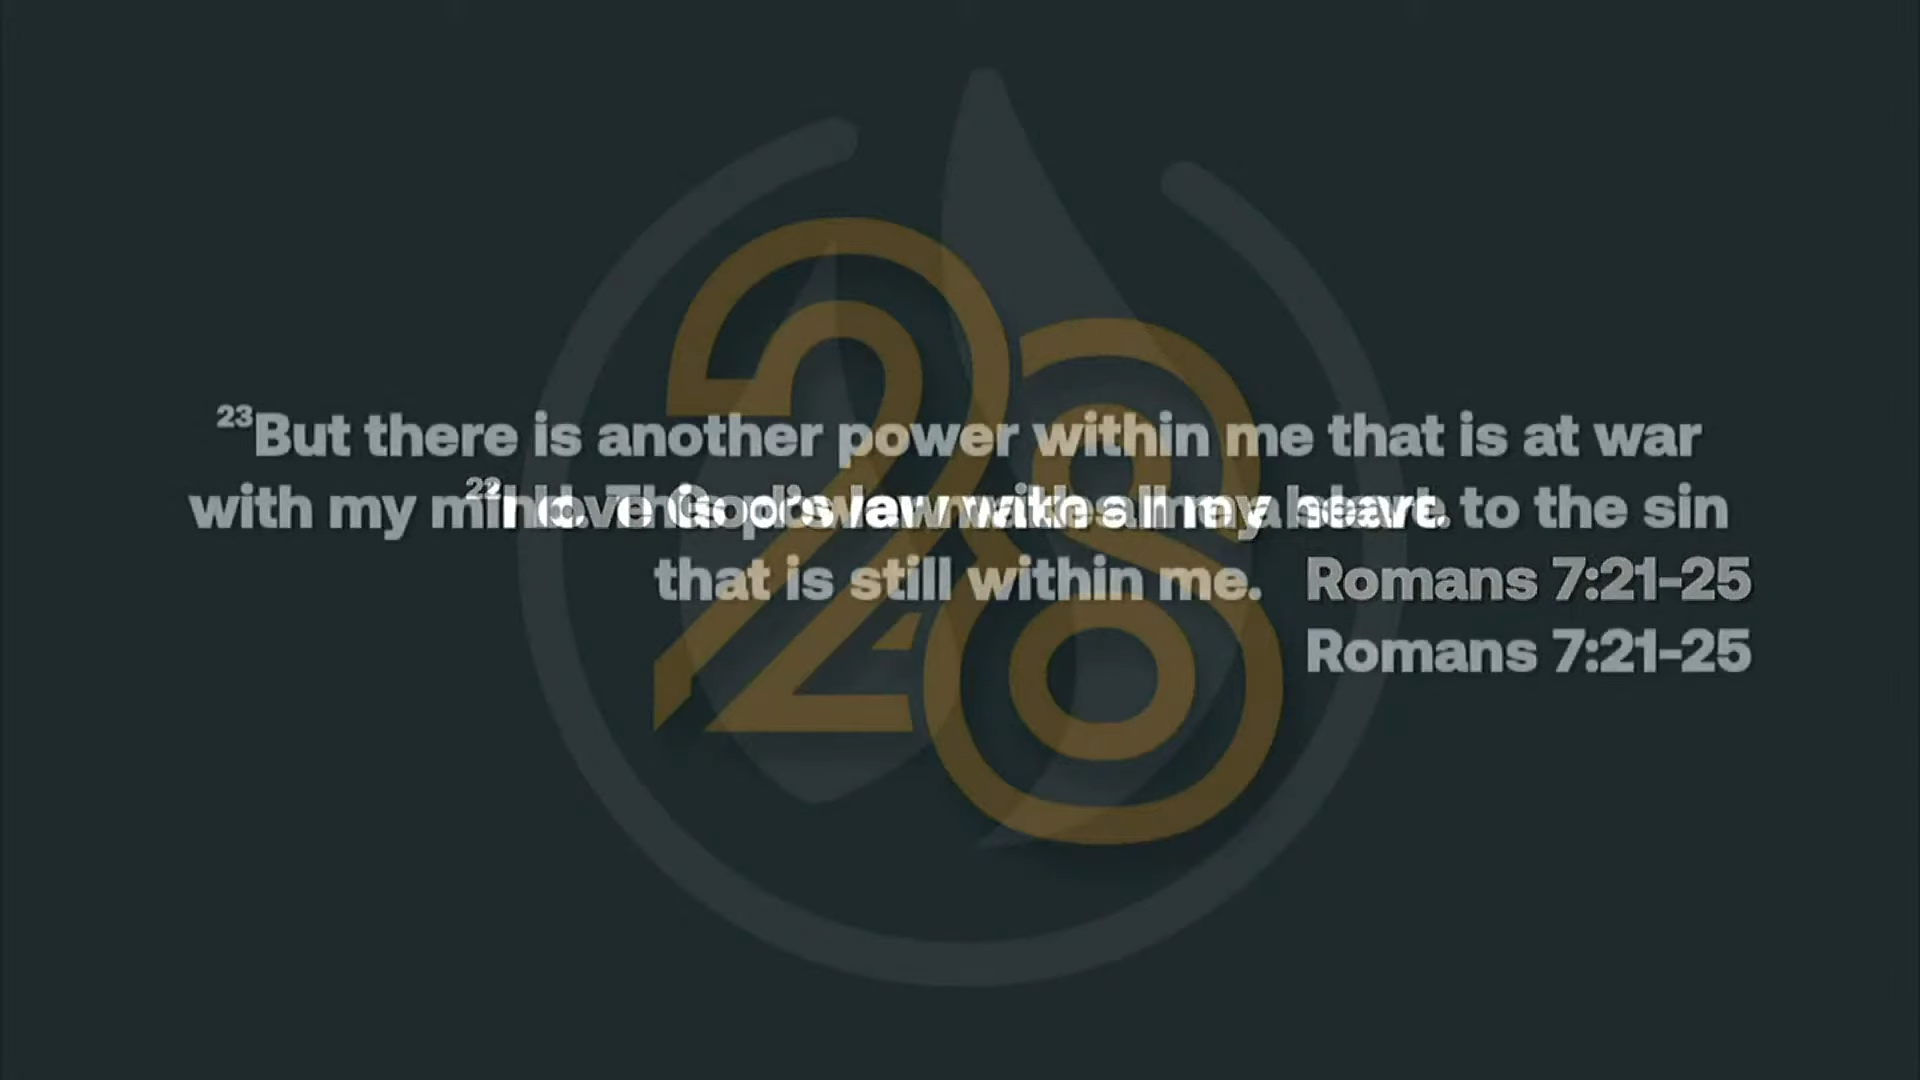 28
²³But there is another power within me that is at war
with my mind. This power makes me a slave to the sin
²²I love God's law with all my heart.
that is still within me. Romans 7:21-25
Romans 7:21-25